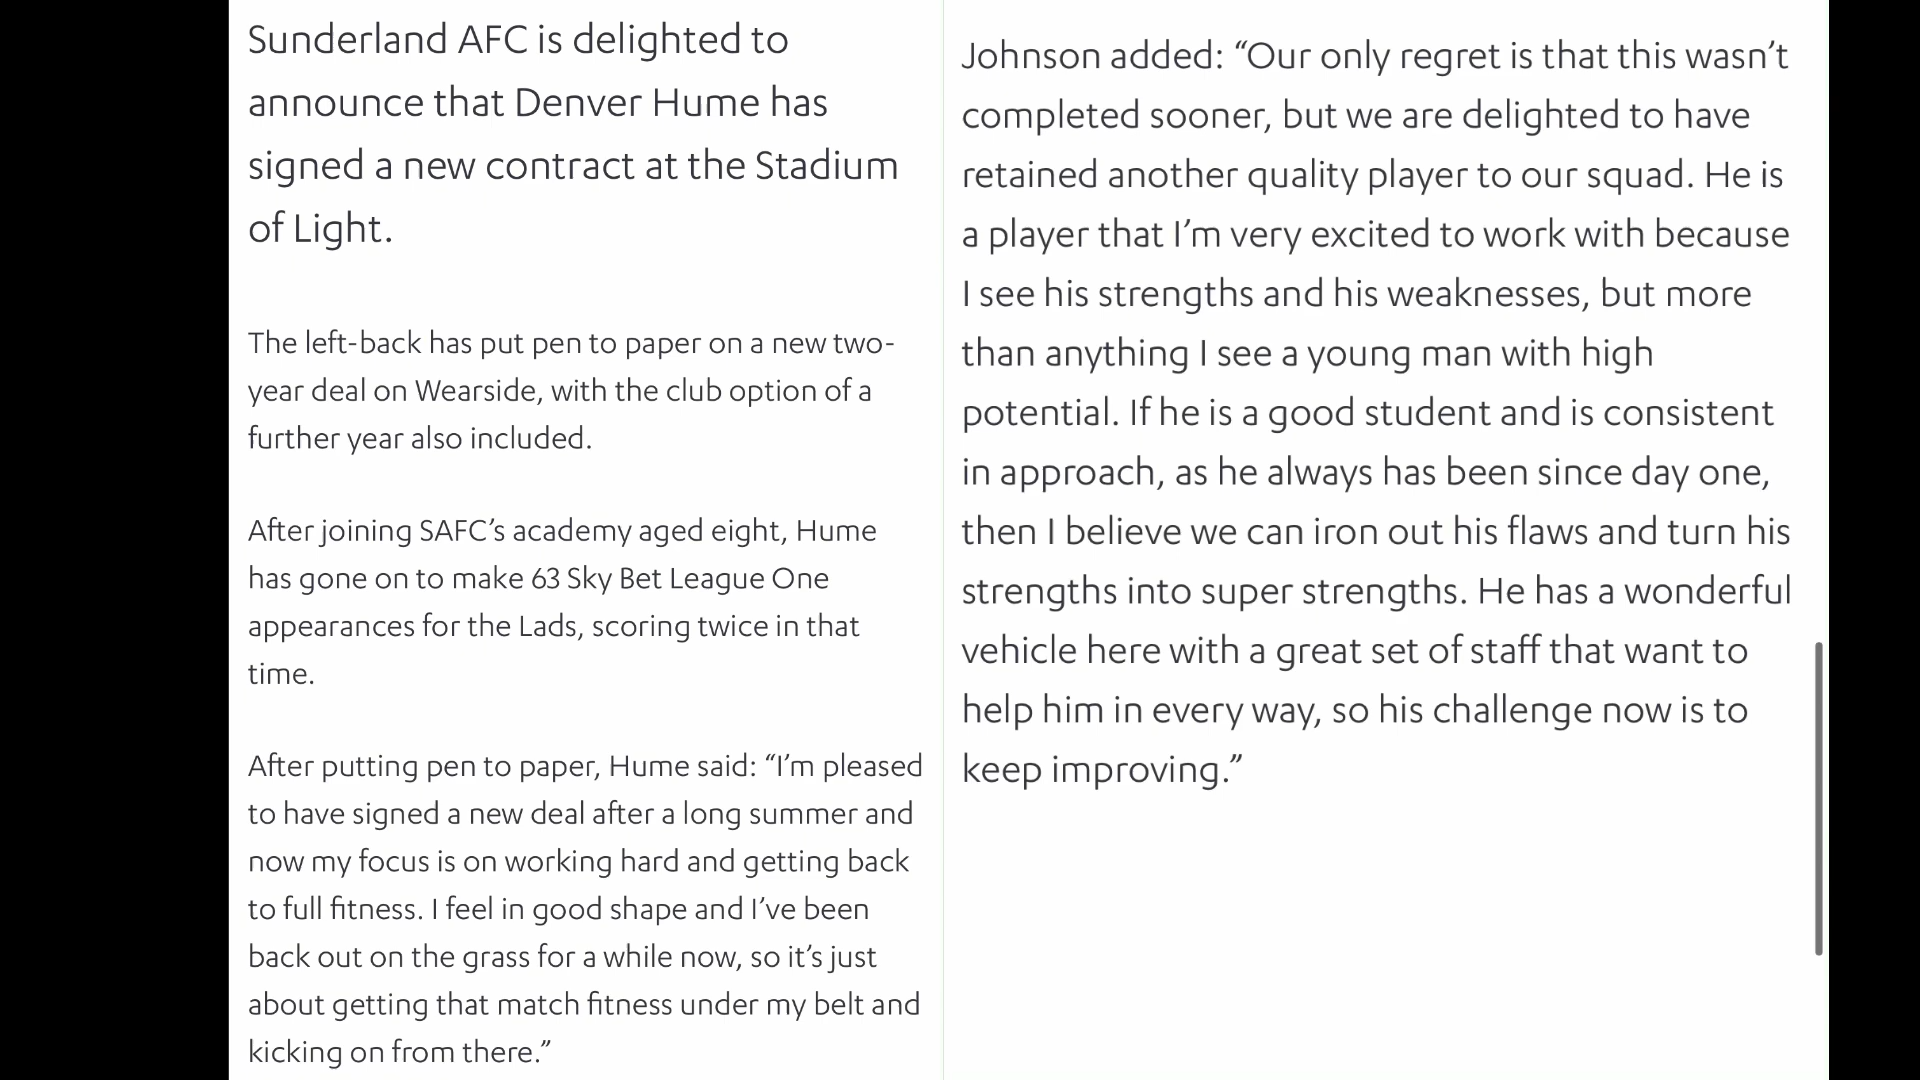 Sunderland AFC is delighted to
announce that Denver Hume has
signed a new contract at the Stadium
of Light.
The left-back has put pen to paper on a new two-
year deal on Wearside, with the club option of a
further year also included.
After joining SAFC’s academy aged eight, Hume
has gone on to make 63 Sky Bet League One
appearances for the Lads, scoring twice in that
time.
After putting pen to paper, Hume said: “I’m pleased
to have signed a new deal after a long summer and
now my focus is on working hard and getting back
to full fitness. I feel in good shape and I’ve been
back out on the grass for a while now, so it’s just
about getting that match fitness under my belt and
kicking on from there.”
Johnson added: “Our only regret is that this wasn’t
completed sooner, but we are delighted to have
retained another quality player to our squad. He is
a player that I’m very excited to work with because
I see his strengths and his weaknesses, but more
than anything I see a young man with high
potential. If he is a good student and is consistent
in approach, as he always has been since day one,
then I believe we can iron out his flaws and turn his
strengths into super strengths. He has a wonderful
vehicle here with a great set of staff that want to
help him in every way, so his challenge now is to
keep improving.”